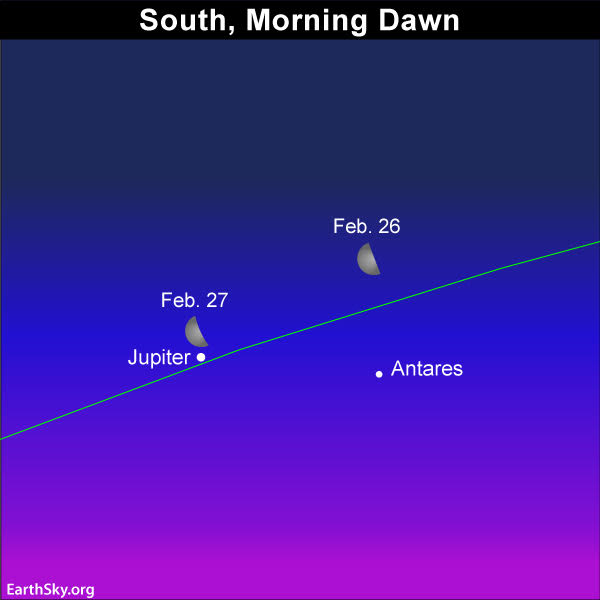 South, Morning Dawn
Feb. 26
Feb. 27
Jupiter
Antares
EarthSky.org